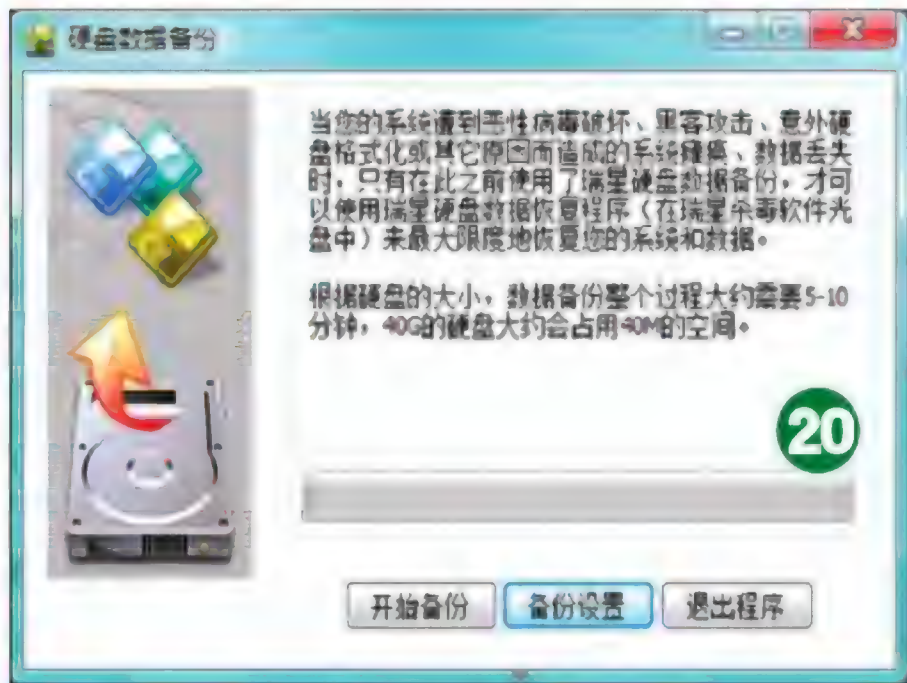 硬盘数据备份
当您的系统遭到恶性病毒破坏、黑客攻击、意外硬
盘格式化或其它原因而造成的系统瘫痪、数据丢失
时，只有在此之前使用了瑞星硬盘数据备份，才可
以使用瑞星硬盘数据恢复程序（在瑞星杀毒软件光
盘中）来最大限度地恢复您的系统和数据。
根据硬盘的大小，数据备份整个过程大约需要5-10
分钟，40G的硬盘大约会占用40M的空间。
20
开始备份 备份设置 退出程序